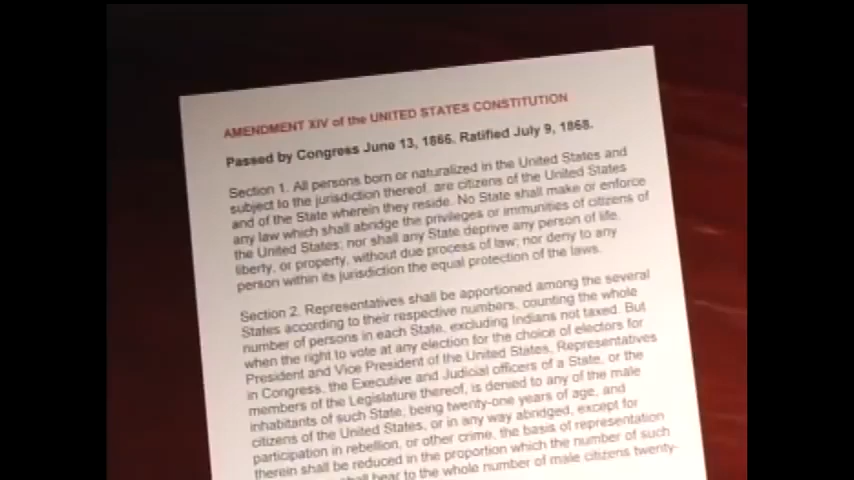 AMENDMENT XIV of the UNITED STATES CONSTITUTION
Passed by Congress June 13, 1866. Ratified July 9, 1868.
Section 1. All persons born or naturalized in the United States and
subject to the jurisdiction thereof, are citizens of the United States
and of the State wherein they reside. No State shall make or enforce
any law which shall abridge the privileges or immunities of citizens of
the United States; nor shall any State deprive any person of life,
liberty, or property, without due process of law; nor deny to any
person within its jurisdiction the equal protection of the laws.
Section 2. Representatives shall be apportioned among the several
States according to their respective numbers, counting the whole
number of persons in each State, excluding Indians not taxed. But
when the right to vote at any election for the choice of electors for
President and Vice President of the United States, Representatives
in Congress, the Executive and Judicial officers of a State, or the
members of the Legislature thereof, is denied to any of the male
inhabitants of such State, being twenty-one years of age, and
citizens of the United States, or in any way abridged, except for
participation in rebellion, or other crime, the basis of representation
therein shall be reduced in the proportion which the number of such
shall bear to the whole number of male citizens twenty-